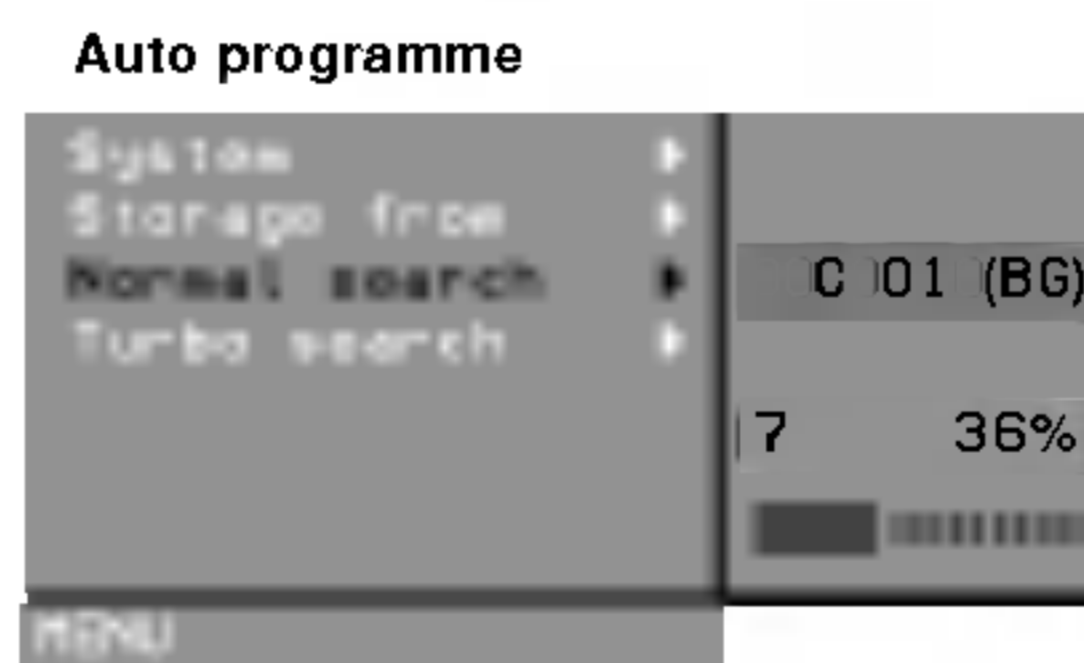 Auto programme
System
Storage from
Normal search
Turbo search
C 01 (BG)
7 36%
MENU